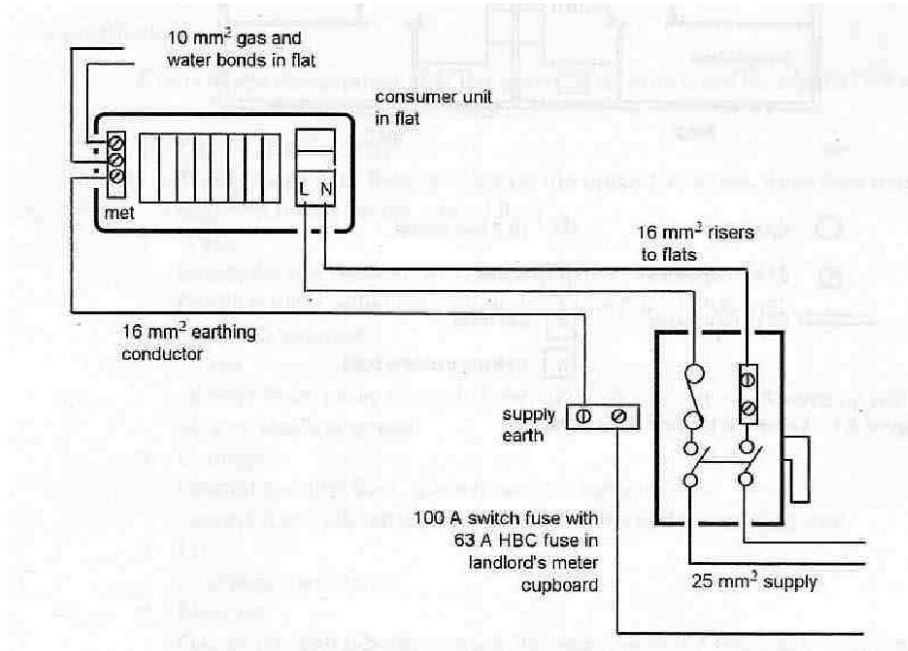 10 mm² gas and
water bonds in flat
consumer unit
in flat
L N
met
16 mm² risers
to flats
16 mm² earthing
conductor
supply
earth
100 A switch fuse with
63 A HBC fuse in
landlord's meter
cupboard
25 mm² supply